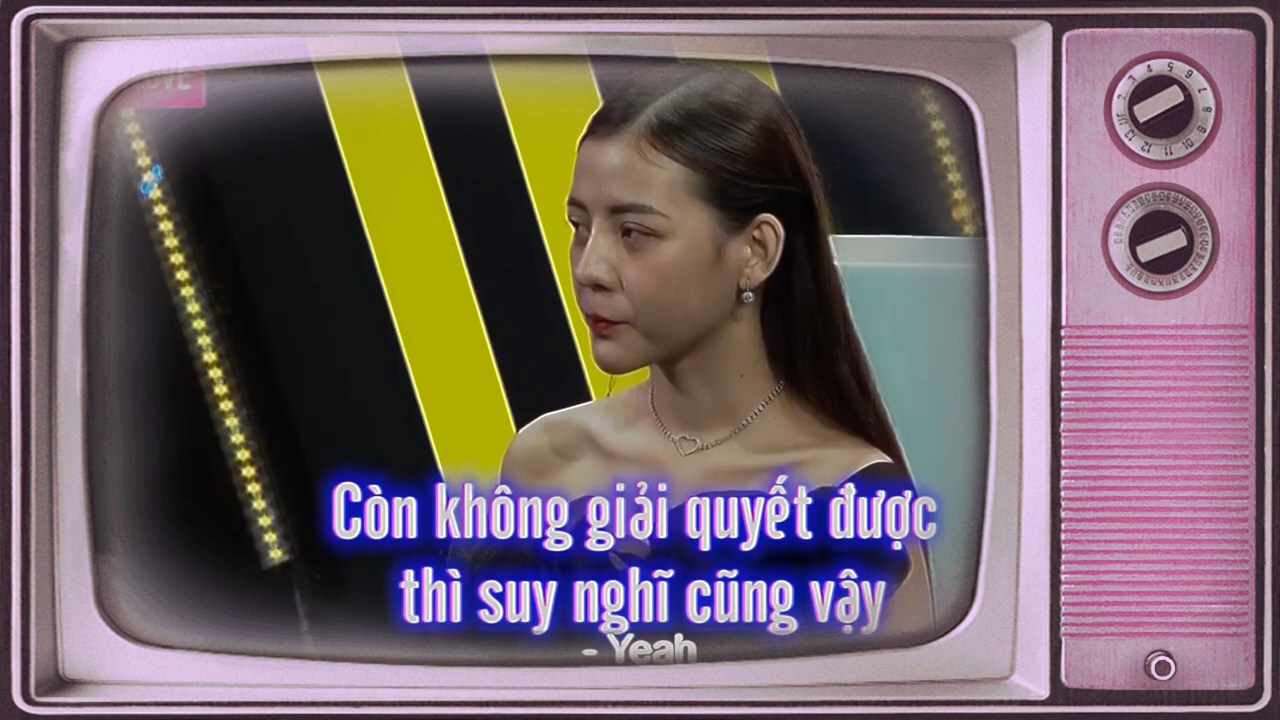 Còn không giải quyết được
thì suy nghĩ cũng vậy
- Yeah